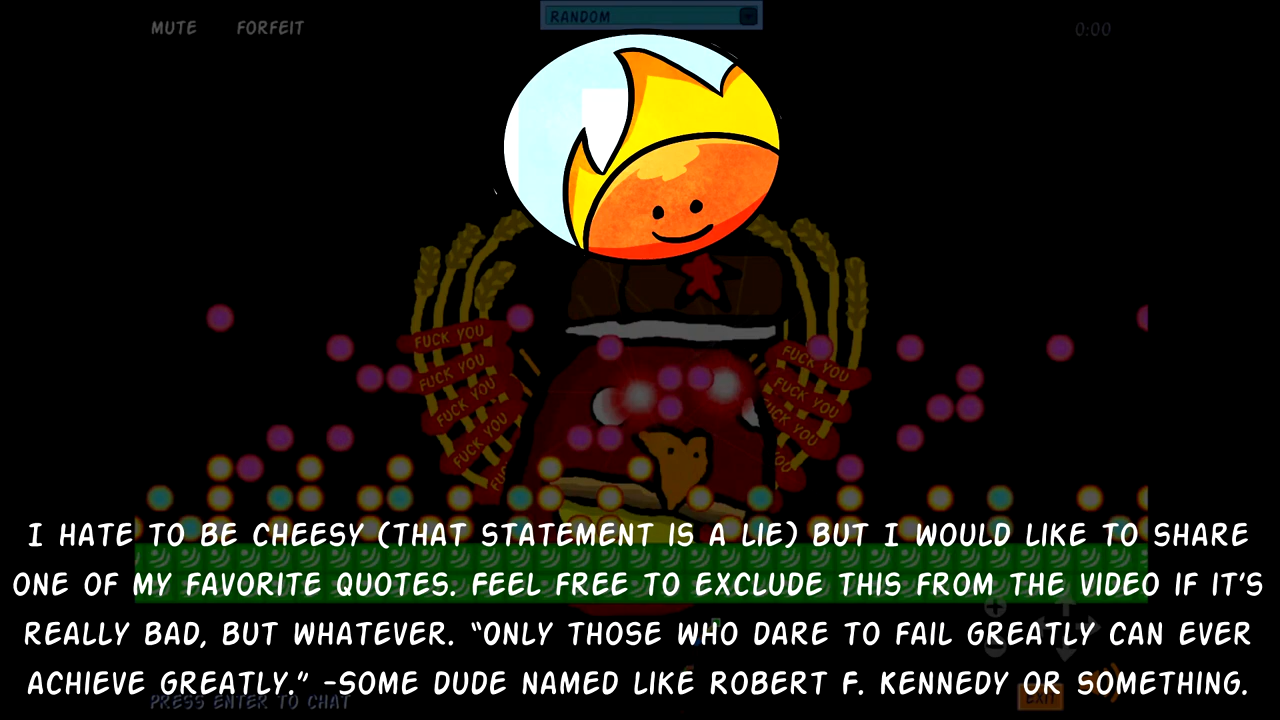 MUTE FORFEIT RANDOM 0:00
FUCK YOU FUCK YOU
FUCK YOU FUCK YOU
FUCK YOU FUCK YOU
FUCK YOU FUCK YOU
I HATE TO BE CHEESY (THAT STATEMENT IS A LIE) BUT I WOULD LIKE TO SHARE
ONE OF MY FAVORITE QUOTES. FEEL FREE TO EXCLUDE THIS FROM THE VIDEO IF IT'S
REALLY BAD, BUT WHATEVER. “ONLY THOSE WHO DARE TO FAIL GREATLY CAN EVER
ACHIEVE GREATLY.” -SOME DUDE NAMED LIKE ROBERT F. KENNEDY OR SOMETHING.
PRESS ENTER TO CHAT EXIT